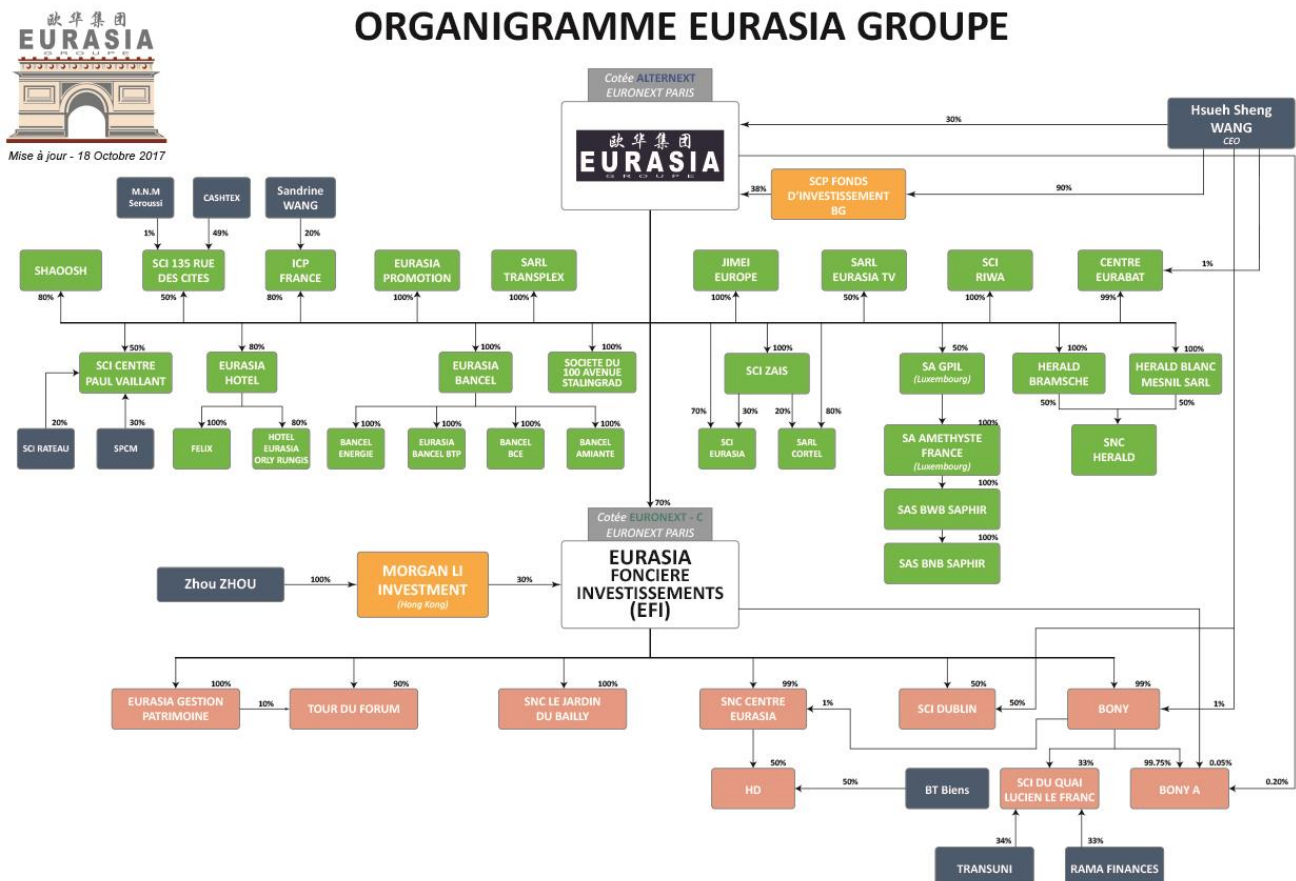 ORGANIGRAMME EURASIA GROUPE
欧华集团
EURASIA
GROUPE
Mise à jour - 18 Octobre 2017
Cotée ALTERNEXT
EURONEXT PARIS
欧华集团
EURASIA
GROUPE
Hsueh Sheng
WANG
CEO
30%
38%
SCP FONDS
D'INVESTISSEMENT
BG
90%
M.N.M
Seroussi
CASHTEX
Sandrine
WANG
1%
49%
20%
SHAOOSH
SCI 135 RUE
DES CITES
ICP
FRANCE
EURASIA
PROMOTION
SARL
TRANSPLEX
JIMEI
EUROPE
SARL
EURASIA TV
SCI
RIWA
CENTRE
EURABAT
1%
80%
50%
80%
100%
100%
100%
50%
100%
99%
50%
80%
100%
100%
100%
50%
100%
100%
SCI CENTRE
PAUL VAILLANT
EURASIA
HOTEL
EURASIA
BANCEL
SOCIETE DU
100 AVENUE
STALINGRAD
SCI ZAIS
SA GPIL
(Luxembourg)
HERALD
BRAMSCHE
HERALD BLANC
MESNIL SARL
20%
30%
100%
80%
100%
100%
100%
100%
70%
30%
20%
80%
50%
50%
SCI RATEAU
SPCM
FELIX
HOTEL
EURASIA
ORLY RUNGIS
BANCEL
ENERGIE
EURASIA
BANCEL BTP
BANCEL
BCE
BANCEL
AMIANTE
SCI
EURASIA
SARL
CORTEL
100%
SA AMETHYSTE
FRANCE
(Luxembourg)
SNC
HERALD
100%
SAS BWB SAPHIR
100%
SAS BNB SAPHIR
70%
Cotée EURONEXT - C
EURONEXT PARIS
EURASIA
FONCIERE
INVESTISSEMENTS
(EFI)
Zhou ZHOU
100%
MORGAN LI
INVESTMENT
(Hong Kong)
30%
100%
90%
100%
99%
50%
99%
EURASIA GESTION
PATRIMOINE
10%
TOUR DU FORUM
SNC LE JARDIN
DU BAILLY
SNC CENTRE
EURASIA
1%
SCI DUBLIN
50%
BONY
1%
50%
33%
99.75%
0.05%
HD
50%
BT Biens
SCI DU QUAI
LUCIEN LE FRANC
BONY A
0.20%
34%
33%
TRANSUNI
RAMA FINANCES